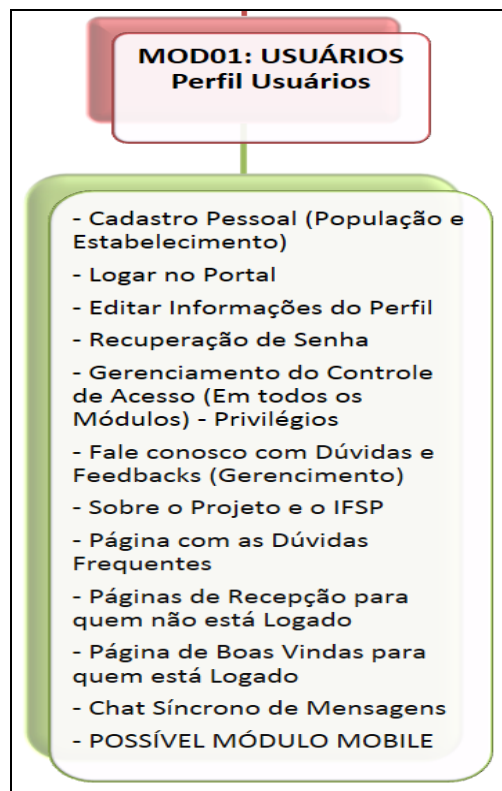 MOD01: USUÁRIOS
Perfil Usuários
- Cadastro Pessoal (População e
Estabelecimento)
- Logar no Portal
- Editar Informações do Perfil
- Recuperação de Senha
- Gerenciamento do Controle
de Acesso (Em todos os
Módulos) - Privilégios
- Fale conosco com Dúvidas e
Feedbacks (Gerencimento)
- Sobre o Projeto e o IFSP
- Página com as Dúvidas
Frequentes
- Páginas de Recepção para
quem não está Logado
- Página de Boas Vindas para
quem está Logado
- Chat Síncrono de Mensagens
- POSSÍVEL MÓDULO MOBILE